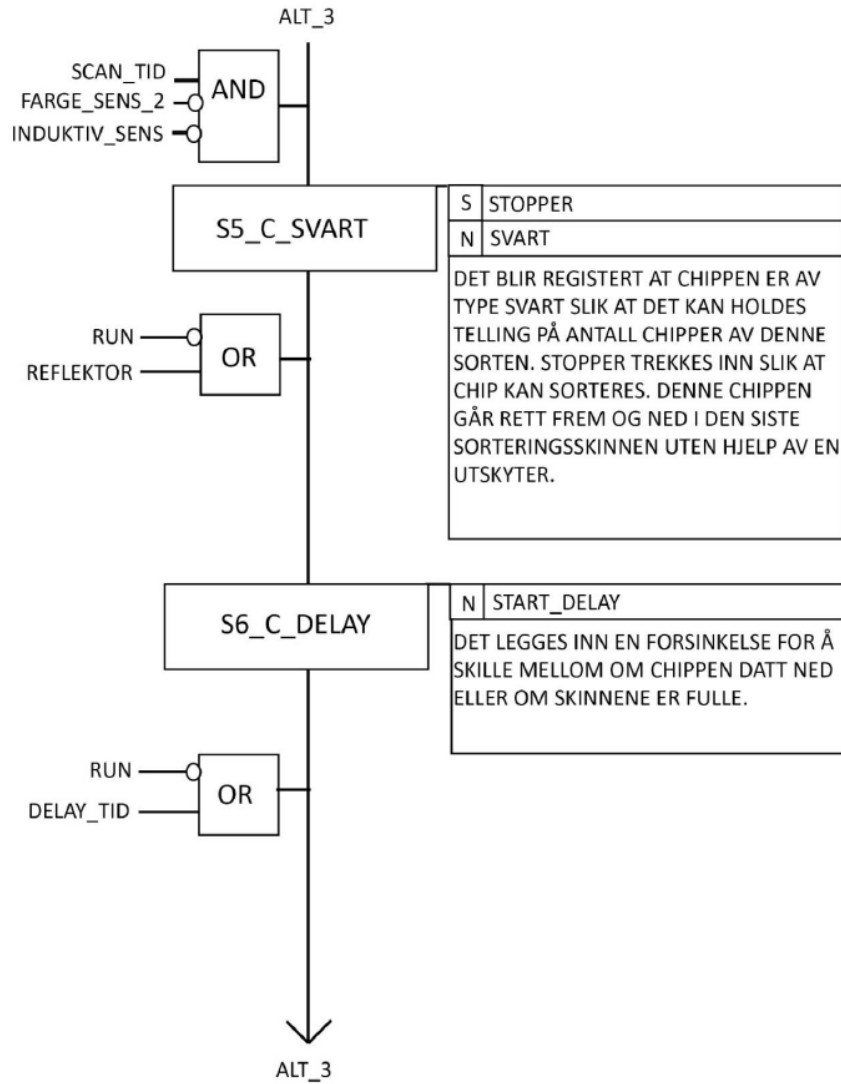 ALT_3
SCAN_TID
FARGE_SENS_2
INDUKTIV_SENS
AND
S5_C_SVART
S STOPPER
N SVART
DET BLIR REGISTERT AT CHIPPEN ER AV
TYPE SVART SLIK AT DET KAN HOLDES
TELLING PÅ ANTALL CHIPPER AV DENNE
SORTEN. STOPPER TREKKES INN SLIK AT
CHIP KAN SORTERES. DENNE CHIPPEN
GÅR RETT FREM OG NED I DEN SISTE
SORTERINGSSKINNEN UTEN HJELP AV EN
UTSKYTER.
RUN
REFLEKTOR
OR
S6_C_DELAY
N START_DELAY
DET LEGGES INN EN FORSINKELSE FOR Å
SKILLE MELLOM OM CHIPPEN DATT NED
ELLER OM SKINNENE ER FULLE.
RUN
DELAY_TID
OR
ALT_3